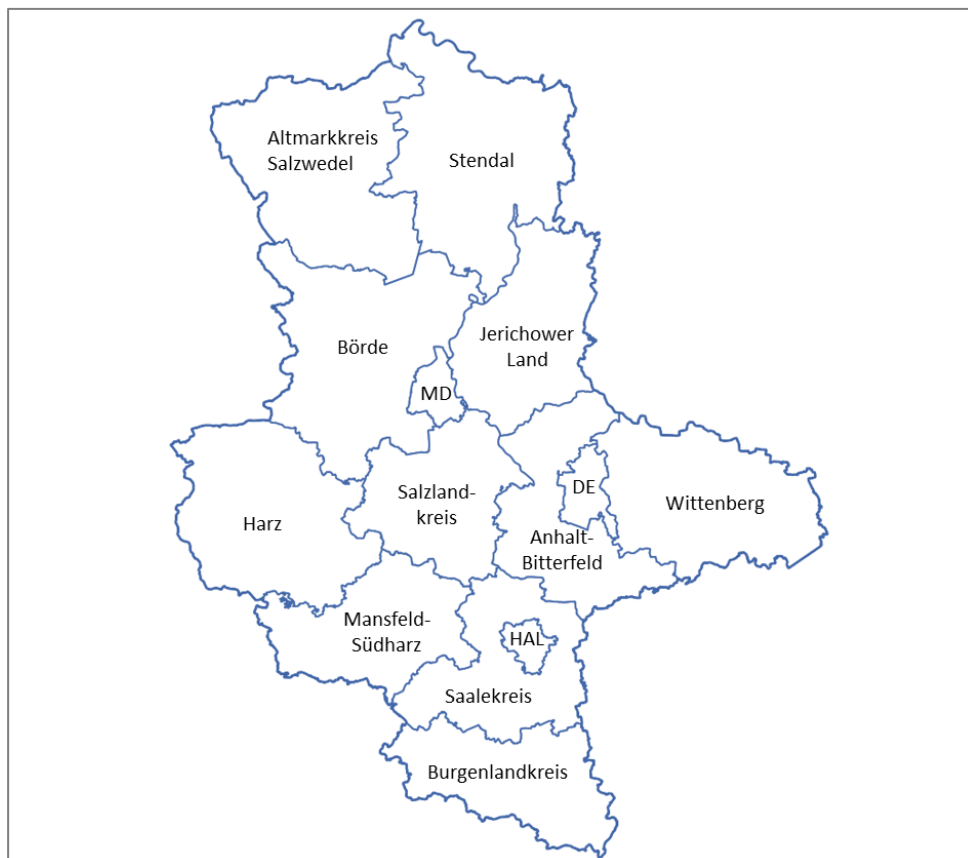 Altmarkkreis
Salzwedel
Stendal
Börde
Jerichower
Land
MD
Harz
Salzland-
kreis
DE
Wittenberg
Anhalt-
Bitterfeld
Mansfeld-
Südharz
HAL
Saalekreis
Burgenlandkreis